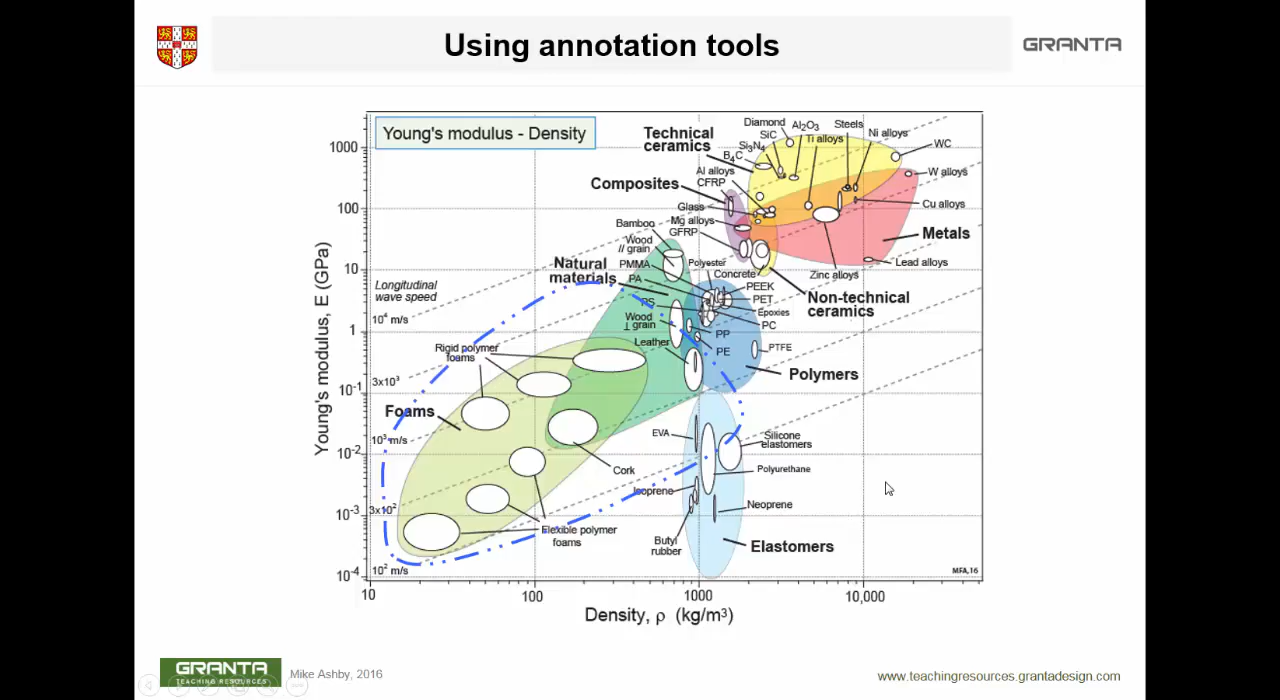 Using annotation tools
GRANTA
Young's modulus - Density
Technical
ceramics
Diamond
SiC
Si3N4
B4C
Al2O3
Ti alloys
Steels
Ni alloys
WC
W alloys
Al alloys
CFRP
Composites
Glass
Mg alloys
GFRP
Cu alloys
Metals
Lead alloys
Zinc alloys
Bamboo
Wood
// grain
Natural
materials
PMMA
PA
PS
Polyester
Concrete
PEEK
PET
Epoxies
PC
Non-technical
ceramics
Wood
⊥ grain
Leather
PP
PE
PTFE
Polymers
Longitudinal
wave speed
10⁴ m/s
3x10³
10³ m/s
3x10²
10² m/s
Rigid polymer
foams
Foams
Cork
Flexible polymer
foams
EVA
Silicone
elastomers
Polyurethane
Isoprene
Neoprene
Butyl
rubber
Elastomers
MFA,16
Young's modulus, E (GPa)
1000
100
10
1
10⁻¹
10⁻²
10⁻³
10⁻⁴
10
100
1000
10,000
Density, ρ (kg/m³)
GRANTA
TEACHING RESOURCES
Mike Ashby, 2016
www.teachingresources.grantadesign.com